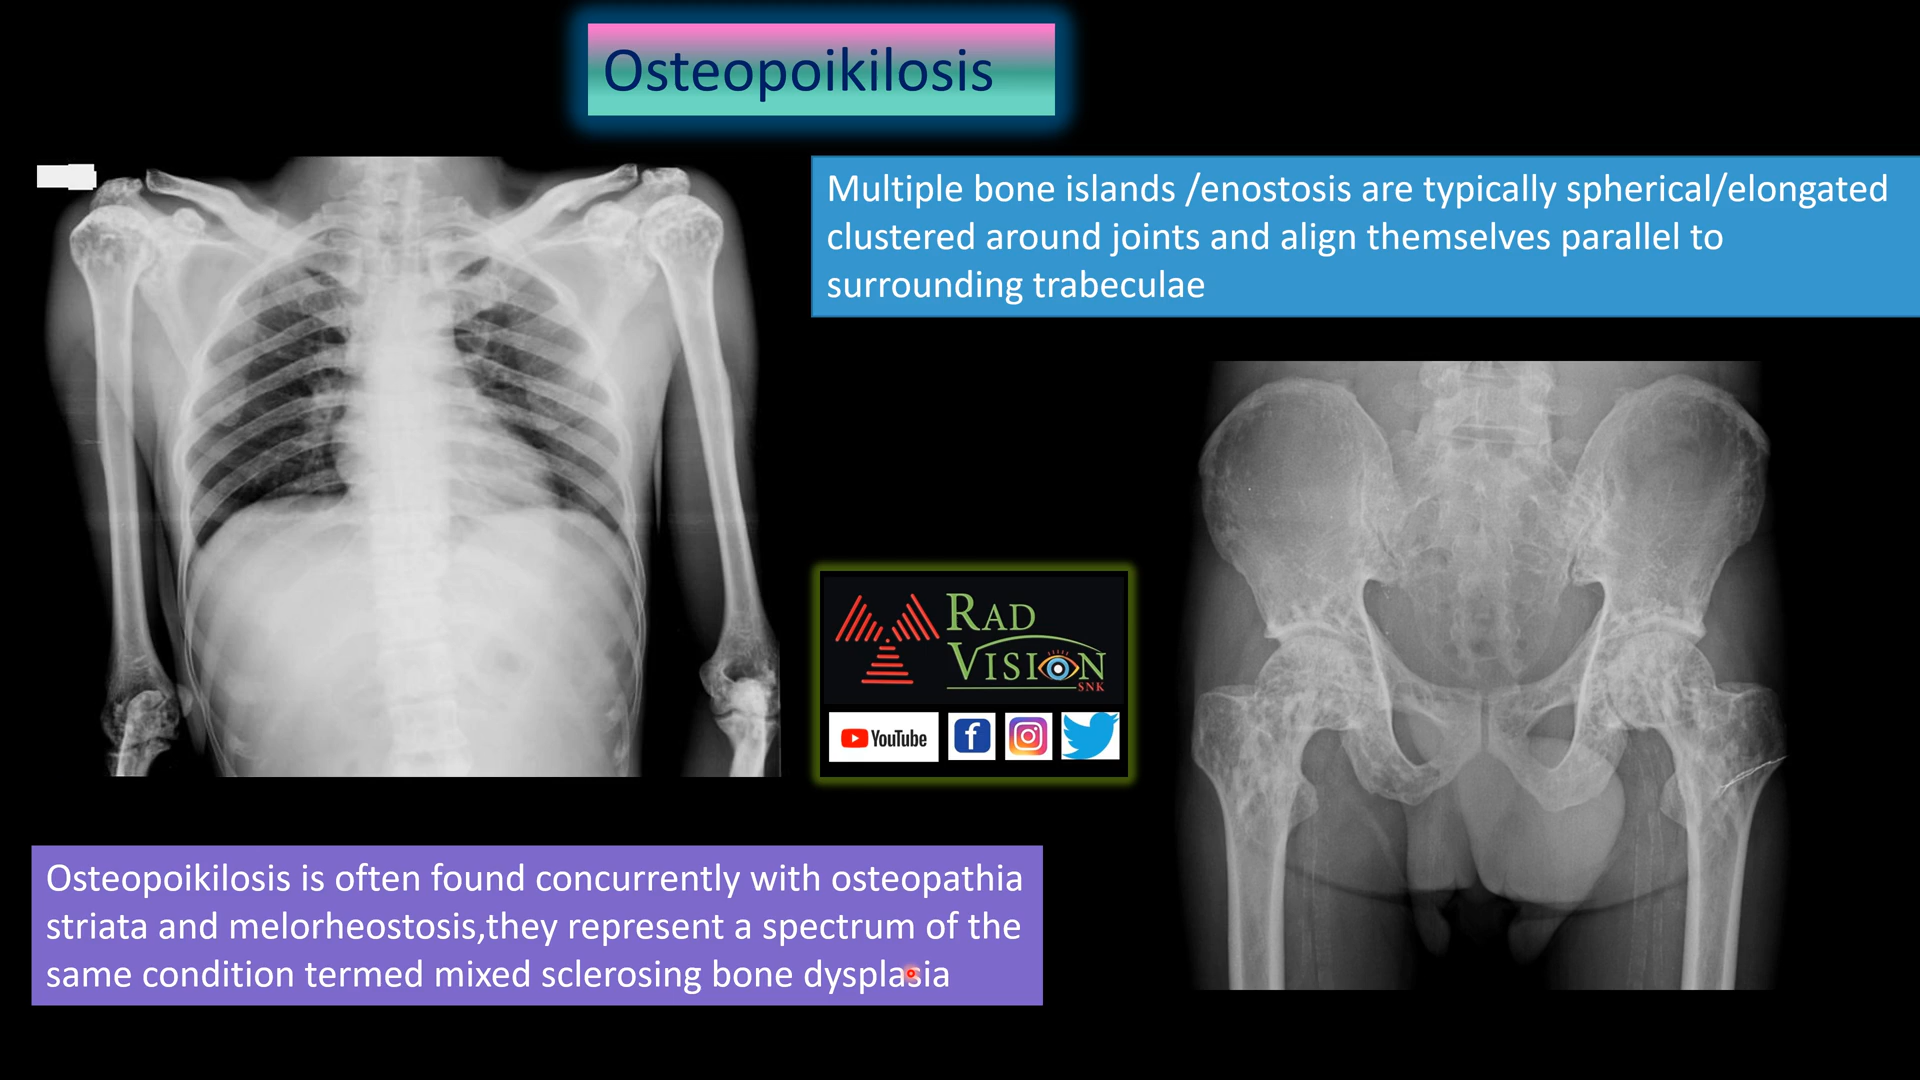 Osteopoikilosis
Multiple bone islands /enostosis are typically spherical/elongated
clustered around joints and align themselves parallel to
surrounding trabeculae
RAD
VISION
SNK
YouTube
Osteopoikilosis is often found concurrently with osteopathia
striata and melorheostosis,they represent a spectrum of the
same condition termed mixed sclerosing bone dysplasia